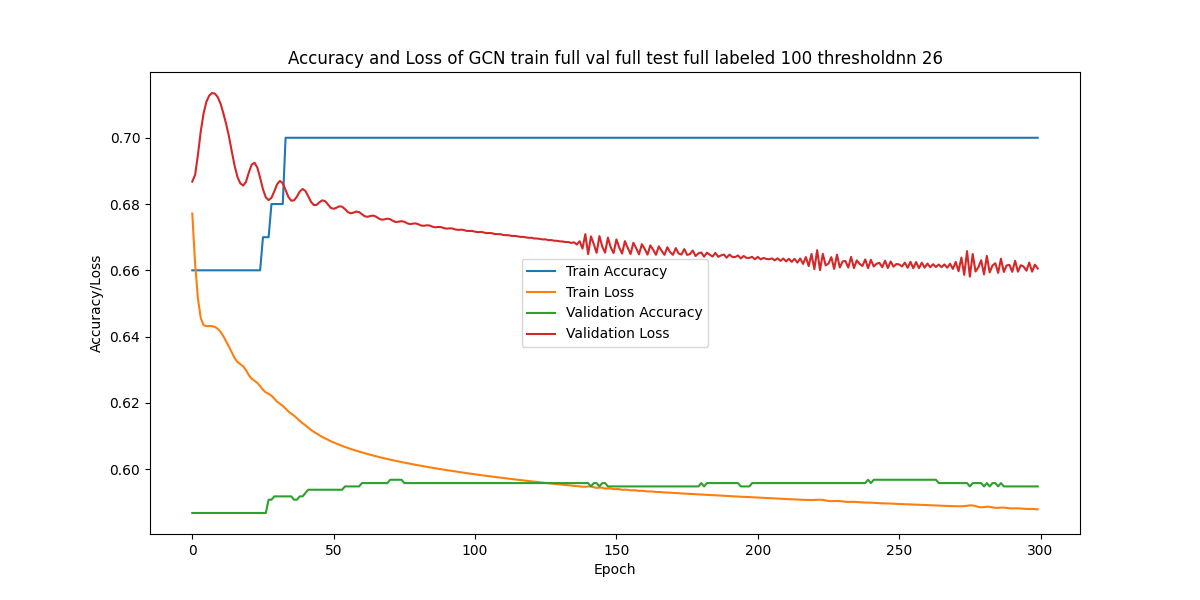 Accuracy and Loss of GCN train full val full test full labeled 100 thresholdnn 26
Accuracy/Loss
0.70
0.68
0.66
0.64
0.62
0.60
Train Accuracy
Train Loss
Validation Accuracy
Validation Loss
0
50
100
150
200
250
300
Epoch